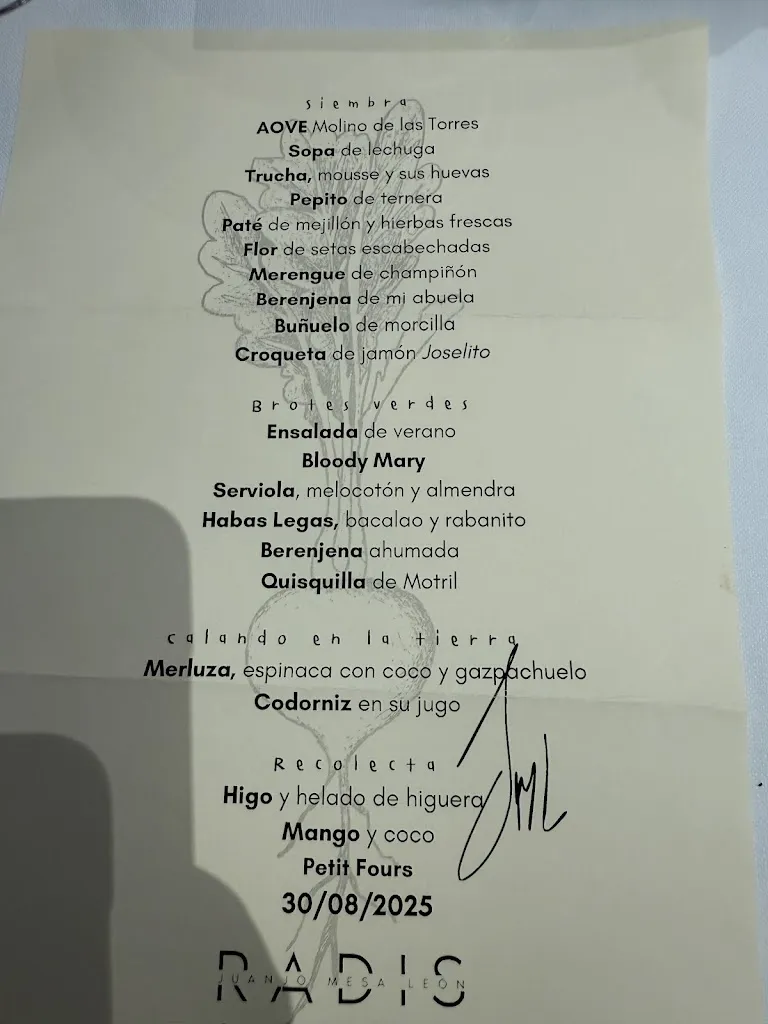 siembra
AOVE Molino de las Torres
Sopa de lechuga
Trucha, mousse y sus huevas
Pepito de ternera
Paté de mejillón y hierbas frescas
Flor de setas escabechadas
Merengue de champiñón
Berenjena de mi abuela
Buñuelo de morcilla
Croqueta de jamón Joselito
Brotes verdes
Ensalada de verano
Bloody Mary
Serviola, melocotón y almendra
Habas Legas, bacalao y rabanito
Berenjena ahumada
Quisquilla de Motril
calando en la tierra
Merluza, espinaca con coco y gazpachuelo
Codorniz en su jugo
Recolecta
Higo y helado de higuera
Mango y coco
JML
Petit Fours
30/08/2025
RADIS
JUANJO MESA LEÓN